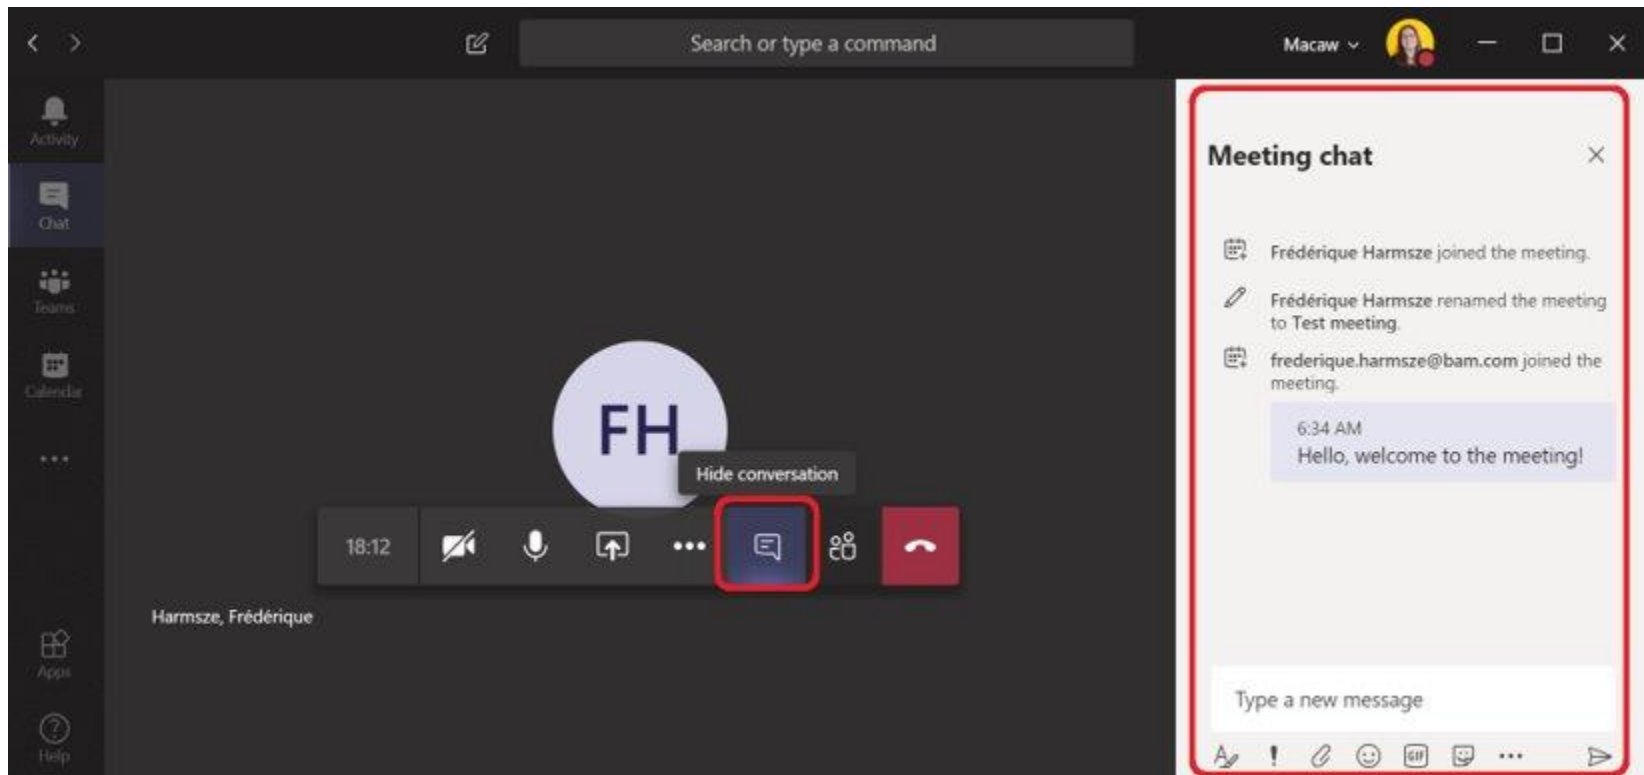 Search or type a command
Macaw
Activity
Chat
Teams
Calendar
Apps
Help
FH
Hide conversation
18:12
Harmsze, Frédérique
Meeting chat
Frédérique Harmsze joined the meeting.
Frédérique Harmsze renamed the meeting
to Test meeting.
frederique.harmsze@bam.com joined the
meeting.
6:34 AM
Hello, welcome to the meeting!
Type a new message
GIF